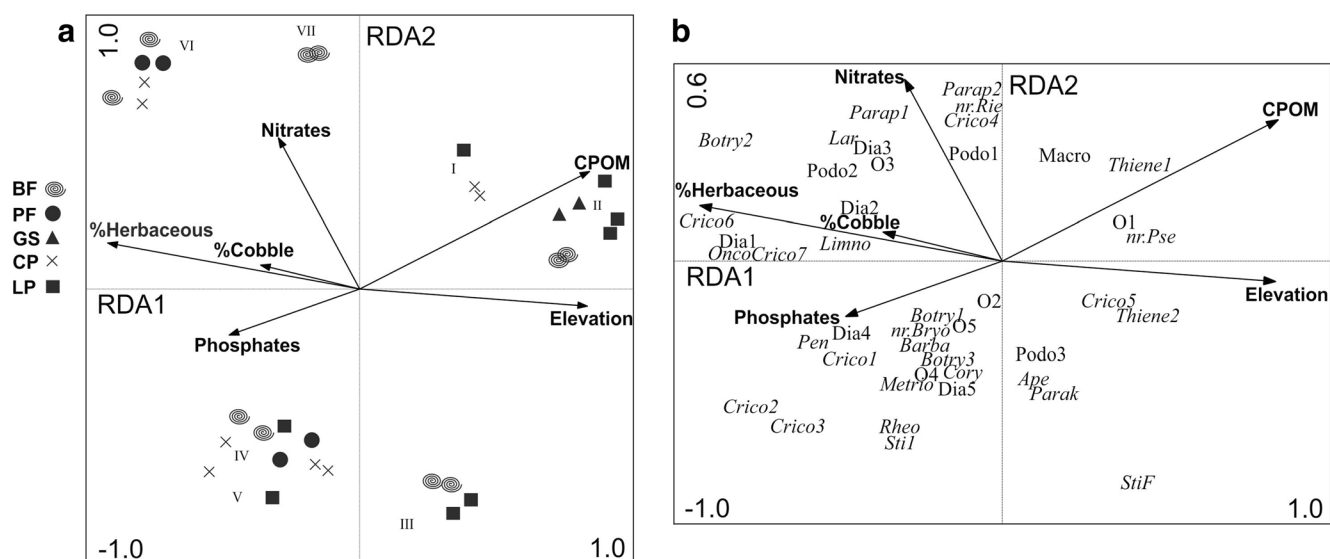 a
1.0
RDA2
VI
VII
Nitrates
I
CPOM
II
BF
PF
GS
CP
LP
%Herbaceous
%Cobble
RDA1
Elevation
Phosphates
IV
V
III
-1.0
1.0
b
0.6
RDA2
Nitrates
Parap2
nr.Rie
Crico4
Parap1
CPOM
Botry2
Lar
Dia3
O3
Podo1
Macro
Thiene1
Podo2
%Herbaceous
Dia2
Crico6
%Cobble
O1
nr.Pse
Dia1
Limno
Onco
Crico7
RDA1
Elevation
O2
Crico5
Phosphates
Botry1
Thiene2
Dia4
nr.Bryo
O5
Pen
Barba
Crico1
Botry3
Podo3
O4
Cory
Metrio
Dia5
Ape
Parak
Crico2
Crico3
Rheo
Sti1
StiF
-1.0
1.0